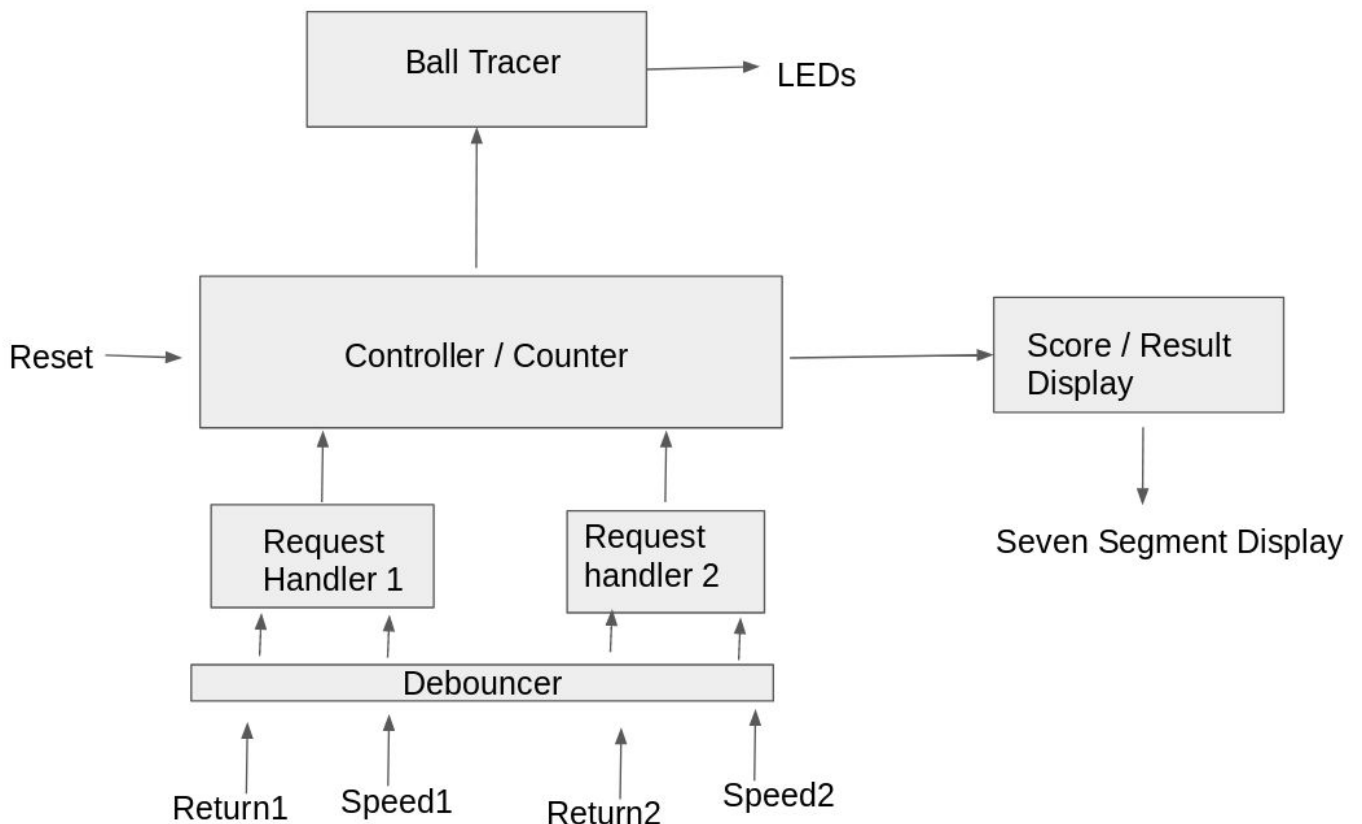 Ball Tracer
LEDs
Reset
Controller / Counter
Score / Result
Display
Request
Handler 1
Request
handler 2
Seven Segment Display
Debouncer
Return1
Speed1
Return2
Speed2